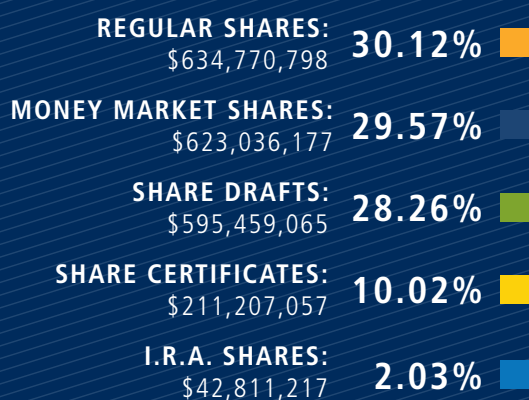 REGULAR SHARES:
$634,770,798
30.12%
MONEY MARKET SHARES:
$623,036,177
29.57%
SHARE DRAFTS:
$595,459,065
28.26%
SHARE CERTIFICATES:
$211,207,057
10.02%
I.R.A. SHARES:
$42,811,217
2.03%